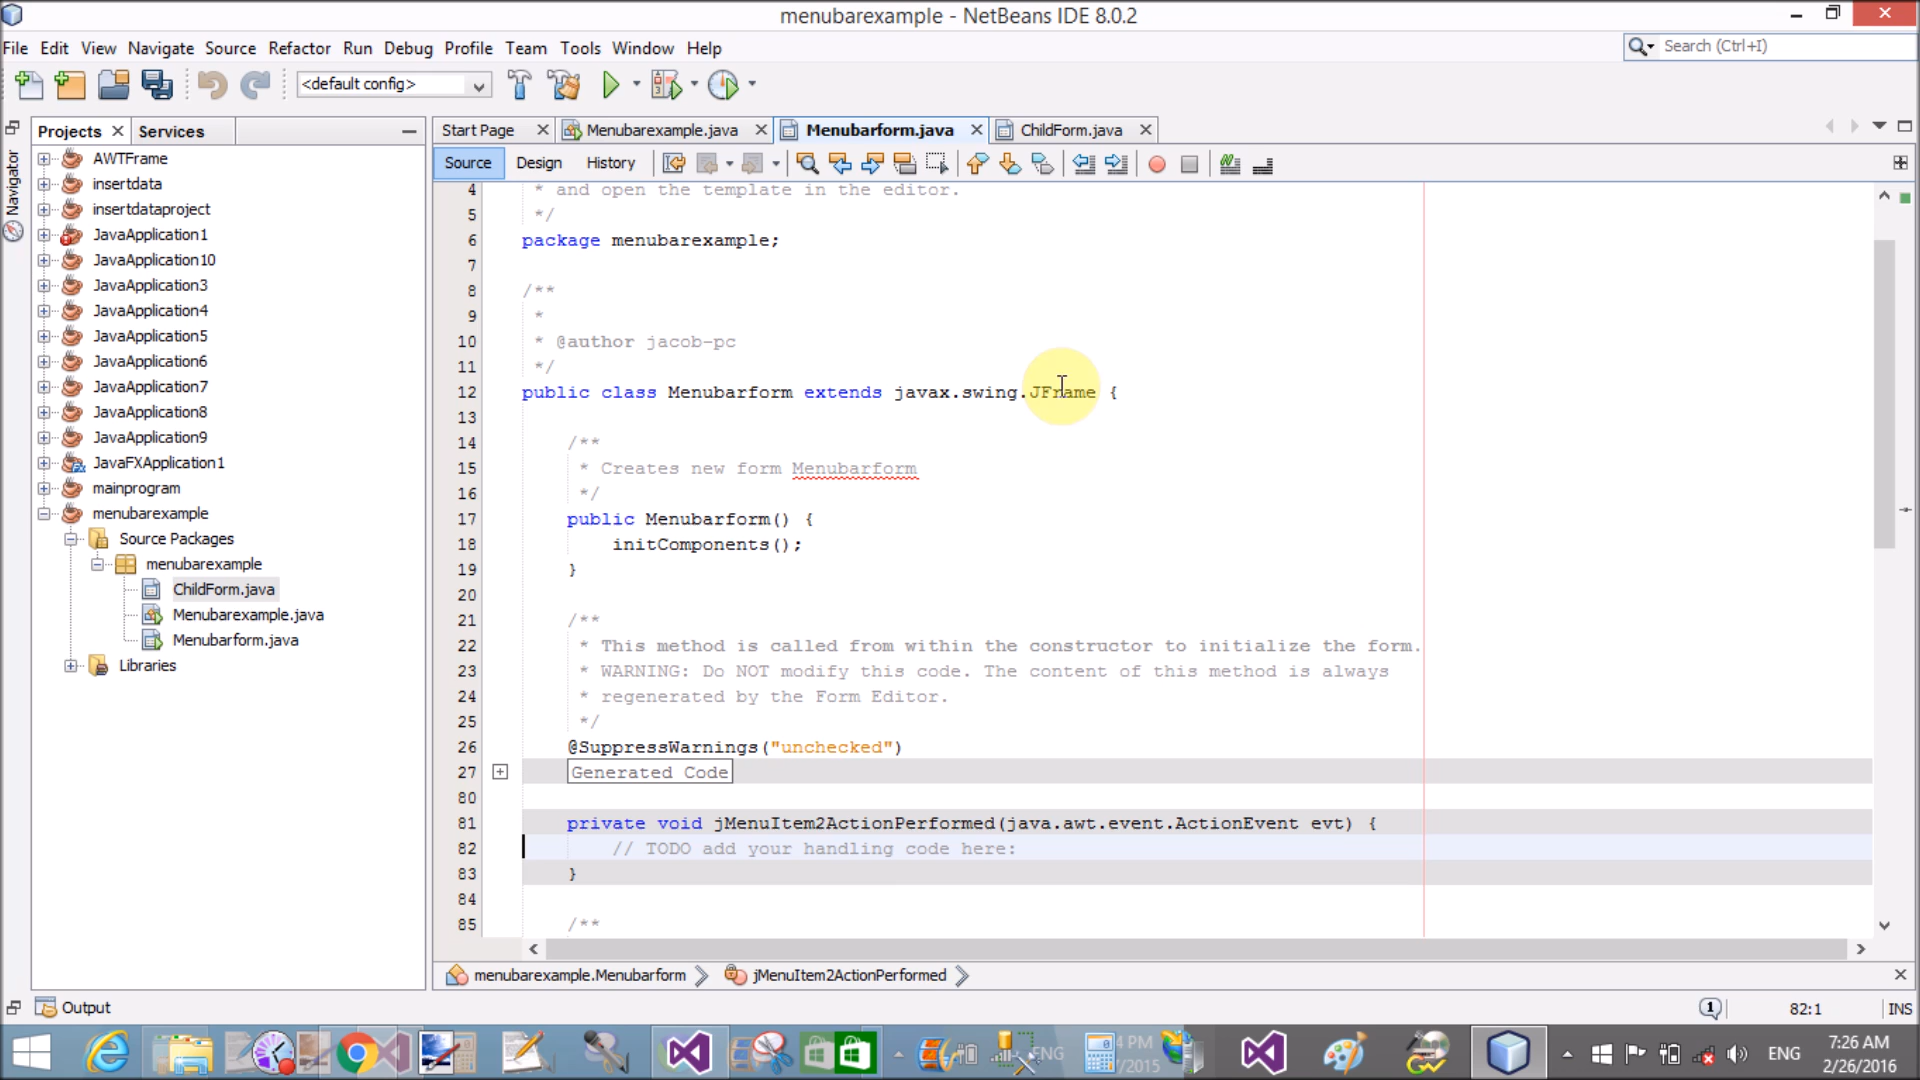 menubarexample - NetBeans IDE 8.0.2
File Edit View Navigate Source Refactor Run Debug Profile Team Tools Window Help
Search (Ctrl+I)
<default config>
Projects Services
Navigator
AWTFrame
insertdata
insertdataproject
JavaApplication1
JavaApplication10
JavaApplication3
JavaApplication4
JavaApplication5
JavaApplication6
JavaApplication7
JavaApplication8
JavaApplication9
JavaFXApplication1
mainprogram
menubarexample
Source Packages
menubarexample
ChildForm.java
Menubarexample.java
Menubarform.java
Libraries
Start Page Menubarexample.java Menubarform.java ChildForm.java
Source Design History
4 * and open the template in the editor.
5 */
6 package menubarexample;
7
8 /**
9 *
10 * @author jacob-pc
11 */
12 public class Menubarform extends javax.swing.JFrame {
13
14 /**
15 * Creates new form Menubarform
16 */
17 public Menubarform() {
18 initComponents();
19 }
20
21 /**
22 * This method is called from within the constructor to initialize the form.
23 * WARNING: Do NOT modify this code. The content of this method is always
24 * regenerated by the Form Editor.
25 */
26 @SuppressWarnings("unchecked")
27 Generated Code
80
81 private void jMenuItem2ActionPerformed(java.awt.event.ActionEvent evt) {
82 // TODO add your handling code here:
83 }
84
85 /**
menubarexample.Menubarform jMenuItem2ActionPerformed
Output
1 82:1 INS
ENG 4 PM ENG 7:26 AM
/2015 2/26/2016